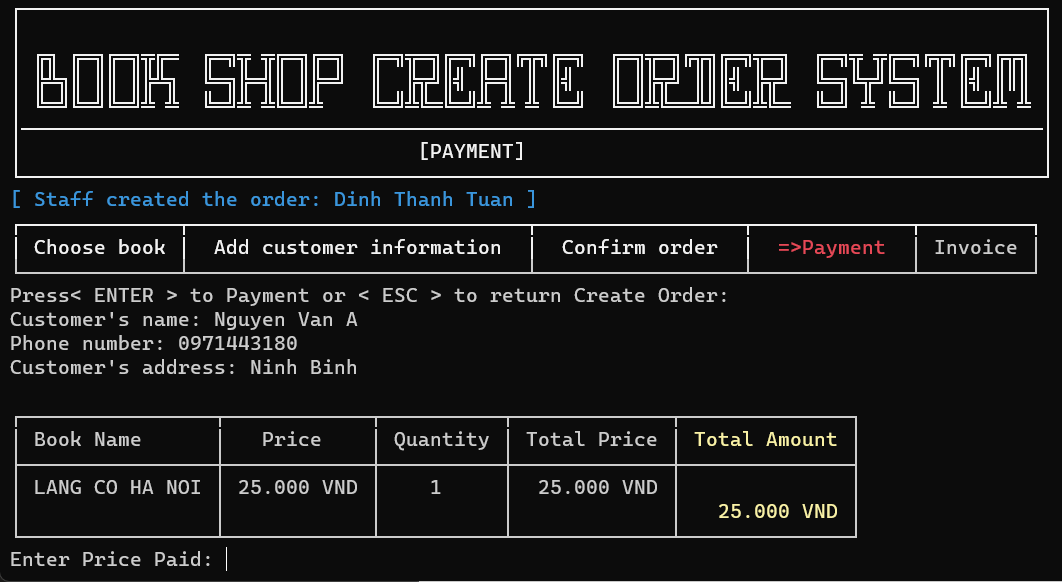 BOOK SHOP CREATE ORDER SYSTEM
[PAYMENT]
[ Staff created the order: Dinh Thanh Tuan ]
Choose book Add customer information Confirm order =>Payment Invoice
Press< ENTER > to Payment or < ESC > to return Create Order:
Customer's name: Nguyen Van A
Phone number: 0971443180
Customer's address: Ninh Binh
Book Name Price Quantity Total Price Total Amount
LANG CO HA NOI 25.000 VND 1 25.000 VND
25.000 VND
Enter Price Paid: